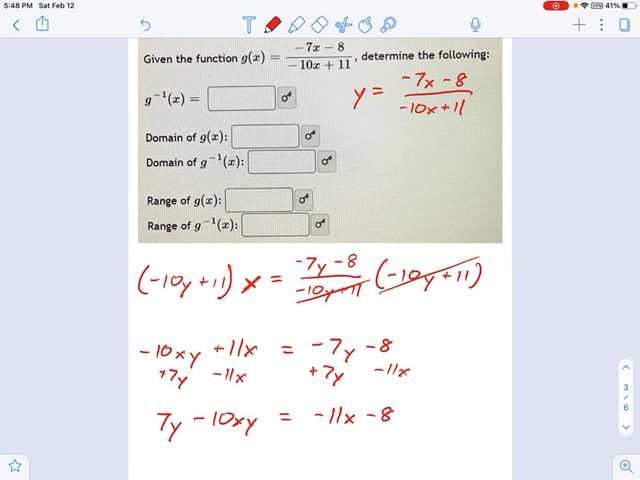 5:48 PM Sat Feb 12
VPN 41%
Given the function g(x) = (-7x - 8)/(-10x + 11), determine the following:
y = (-7x - 8)/(-10x + 11)
g⁻¹(x) =
Domain of g(x):
Domain of g⁻¹(x):
Range of g(x):
Range of g⁻¹(x):
(-10y + 11) x = (-7y - 8)/(-10y + 11) (-10y + 11)
-10xy + 11x = -7y - 8
+7y -11x +7y -11x
7y - 10xy = -11x - 8
3
/
6